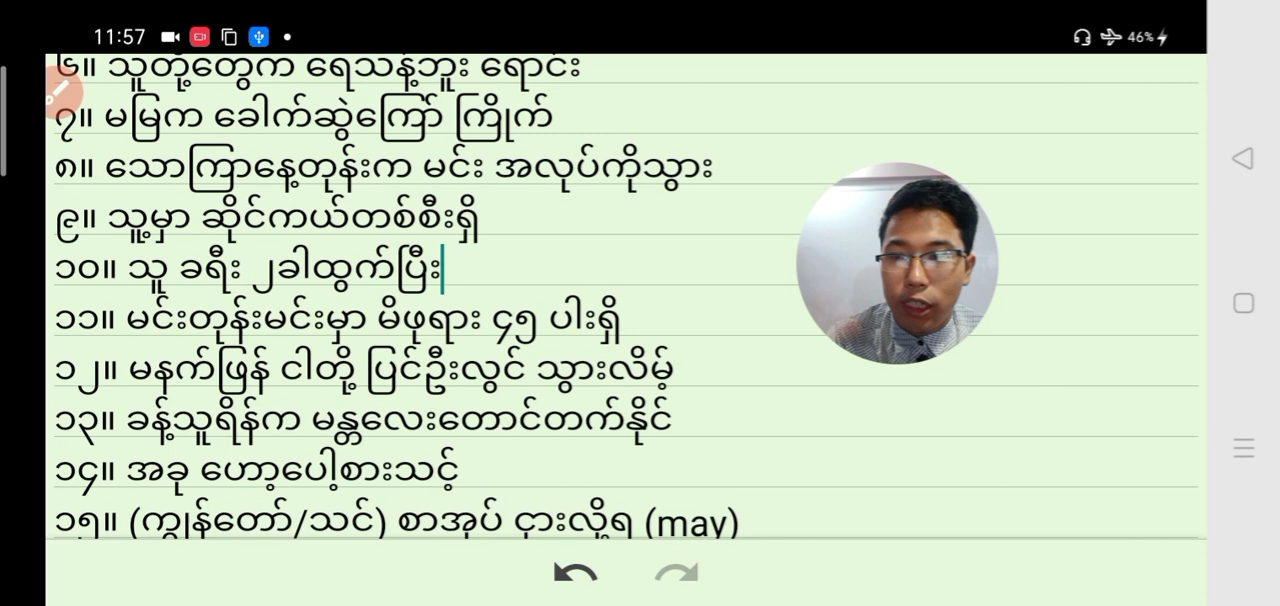 11:57 46%
၆။ သူတို့တွေက ရေသန့်ဘူး ရောင်း
၇။ မမြက ခေါက်ဆွဲကြော် ကြိုက်
၈။ သောကြာနေ့တုန်းက မင်း အလုပ်ကိုသွား
၉။ သူ့မှာ ဆိုင်ကယ်တစ်စီးရှိ
၁၀။ သူ ခရီး ၂ခါထွက်ပြီး
၁၁။ မင်းတုန်းမင်းမှာ မိဖုရား ၄၅ ပါးရှိ
၁၂။ မနက်ဖြန် ငါတို့ ပြင်ဦးလွင် သွားလိမ့်
၁၃။ ခန့်သူရိန်က မန္တလေးတောင်တက်နိုင်
၁၄။ အခု ဟော့ပေါ့စားသင့်
၁၅။ (ကျွန်တော်/သင်) စာအုပ် ငှားလို့ရ (may)